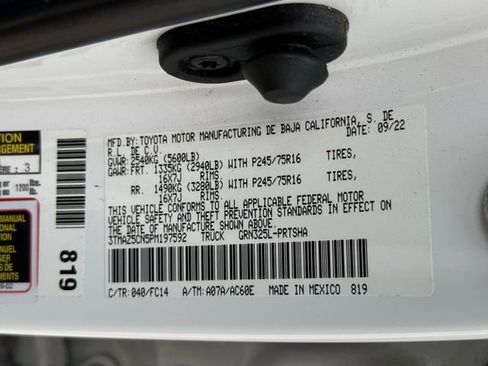 MFD.BY: TOYOTA MOTOR MANUFACTURING DE BAJA CALIFORNIA, S. DE
R. L. DE C.V. DATE: 09/22
GVWR: 2540KG (5600LB)
GAWR: FRT. 1335KG (2940LB) WITH P245/75R16 TIRES,
16X7J RIMS.
RR. 1490KG (3280LB) WITH P245/75R16 TIRES,
16X7J RIMS.
THIS VEHICLE CONFORMS TO ALL APPLICABLE FEDERAL MOTOR
VEHICLE SAFETY AND THEFT PREVENTION STANDARDS IN EFFECT ON
THE DATE OF MANUFACTURE SHOWN ABOVE.
3TMAZ5CN5PM197592 TRUCK GRN325L-PRTSHA
C/TR: 040/FC14 A/TM: A07A/AC60E MADE IN MEXICO 819
819
: 3
lbs.